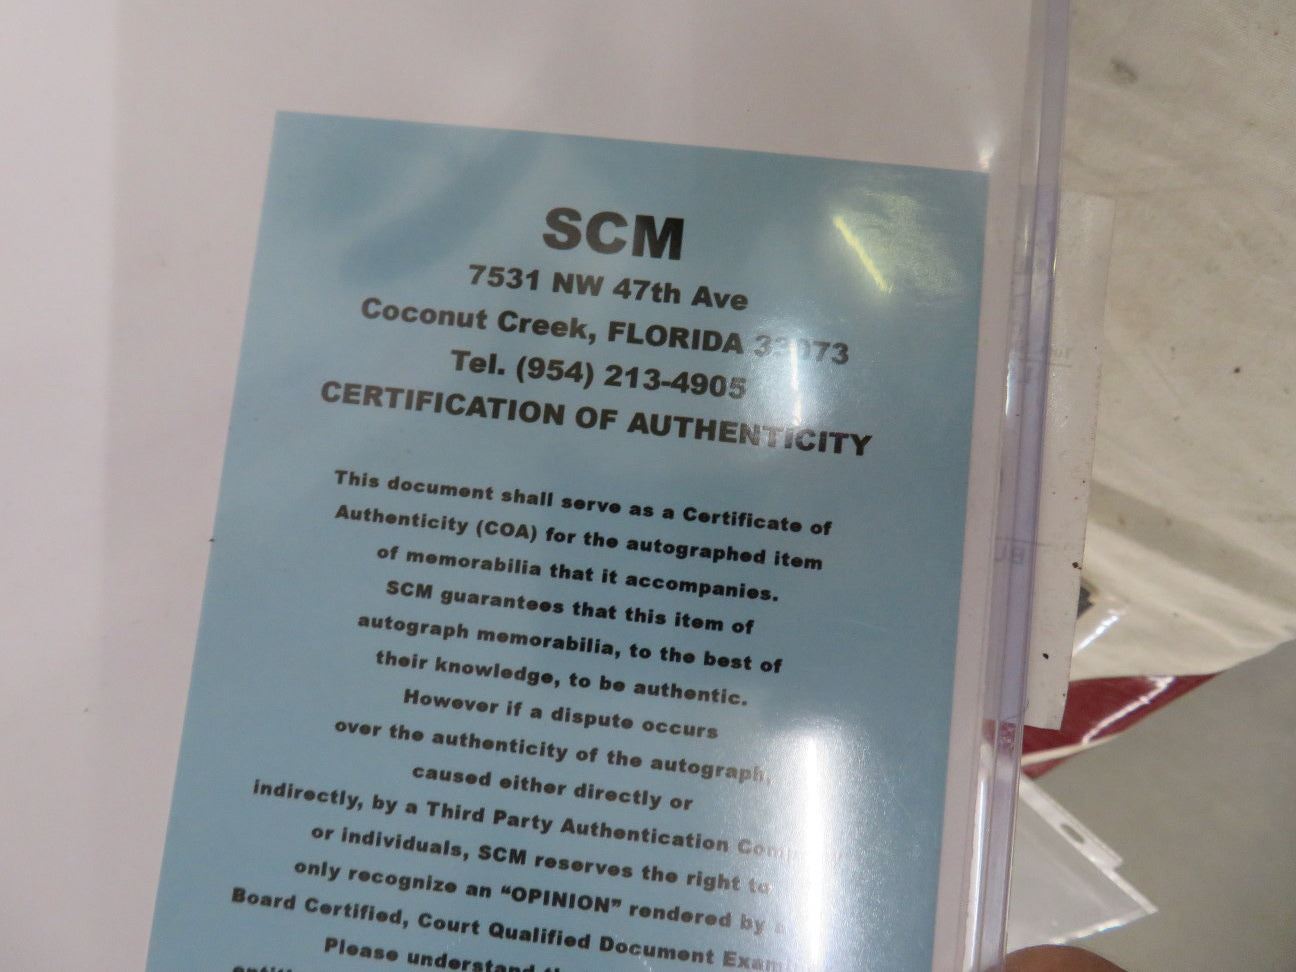 SCM
7531 NW 47th Ave
Coconut Creek, FLORIDA 33073
Tel. (954) 213-4905
CERTIFICATION OF AUTHENTICITY
This document shall serve as a Certificate of
Authenticity (COA) for the autographed item
of memorabilia that it accompanies.
SCM guarantees that this item of
autograph memorabilia, to the best of
their knowledge, to be authentic.
However if a dispute occurs
over the authenticity of the autograph,
caused either directly or
indirectly, by a Third Party Authentication
or individuals, SCM reserves the right to
only recognize an “OPINION” rendered by a
Board Certified, Court Qualified Document
Please understand